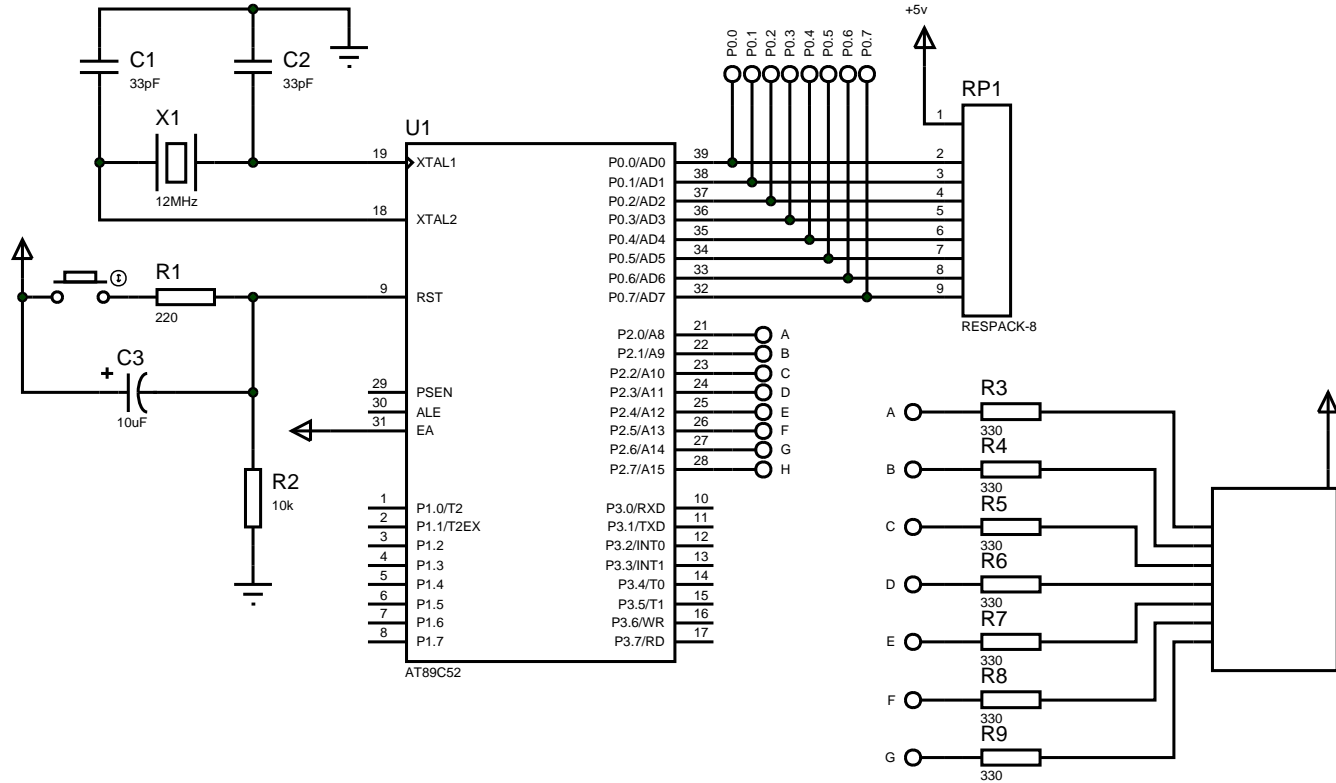 +5v
P0.0
P0.1
P0.2
P0.3
P0.4
P0.5
P0.6
P0.7
C1
33pF
C2
33pF
X1
12MHz
R1
220
C3
10uF
R2
10k
U1
19 XTAL1
18 XTAL2
9 RST
29 PSEN
30 ALE
31 EA
1 P1.0/T2
2 P1.1/T2EX
3 P1.2
4 P1.3
5 P1.4
6 P1.5
7 P1.6
8 P1.7
P0.0/AD0 39
P0.1/AD1 38
P0.2/AD2 37
P0.3/AD3 36
P0.4/AD4 35
P0.5/AD5 34
P0.6/AD6 33
P0.7/AD7 32
P2.0/A8 21 A
P2.1/A9 22 B
P2.2/A10 23 C
P2.3/A11 24 D
P2.4/A12 25 E
P2.5/A13 26 F
P2.6/A14 27 G
P2.7/A15 28 H
P3.0/RXD 10
P3.1/TXD 11
P3.2/INT0 12
P3.3/INT1 13
P3.4/T0 14
P3.5/T1 15
P3.6/WR 16
P3.7/RD 17
AT89C52
RP1
1
2
3
4
5
6
7
8
9
RESPACK-8
R3
A
330
R4
B
330
R5
C
330
R6
D
330
R7
E
330
R8
F
330
R9
G
330